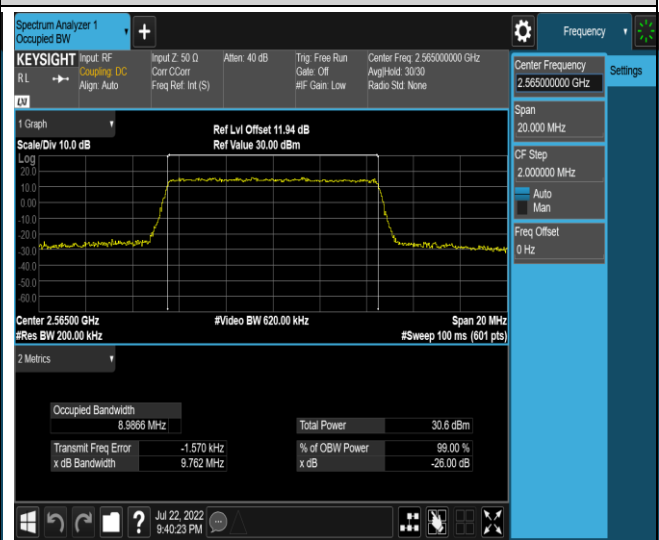 Spectrum Analyzer 1
Occupied BW
Frequency
KEYSIGHT
RL
LXI
Input: RF
Coupling: DC
Align: Auto
Input Z: 50 Ω
Corr CCorr
Freq Ref: Int (S)
Atten: 40 dB
Trig: Free Run
Gate: Off
#IF Gain: Low
Center Freq: 2.565000000 GHz
Avg|Hold: 30/30
Radio Std: None
Center Frequency
2.565000000 GHz
Settings
Span
20.000 MHz
CF Step
2.000000 MHz
Auto
Man
Freq Offset
0 Hz
1 Graph
Scale/Div 10.0 dB
Ref Lvl Offset 11.94 dB
Ref Value 30.00 dBm
Log
20.0
10.0
0.00
-10.0
-20.0
-30.0
-40.0
-50.0
-60.0
Center 2.56500 GHz
#Res BW 200.00 kHz
#Video BW 620.00 kHz
Span 20 MHz
#Sweep 100 ms (601 pts)
2 Metrics
Occupied Bandwidth
8.9866 MHz
Total Power 30.6 dBm
Transmit Freq Error -1.570 kHz
% of OBW Power 99.00 %
x dB Bandwidth 9.762 MHz
x dB -26.00 dB
?
Jul 22, 2022
9:40:23 PM